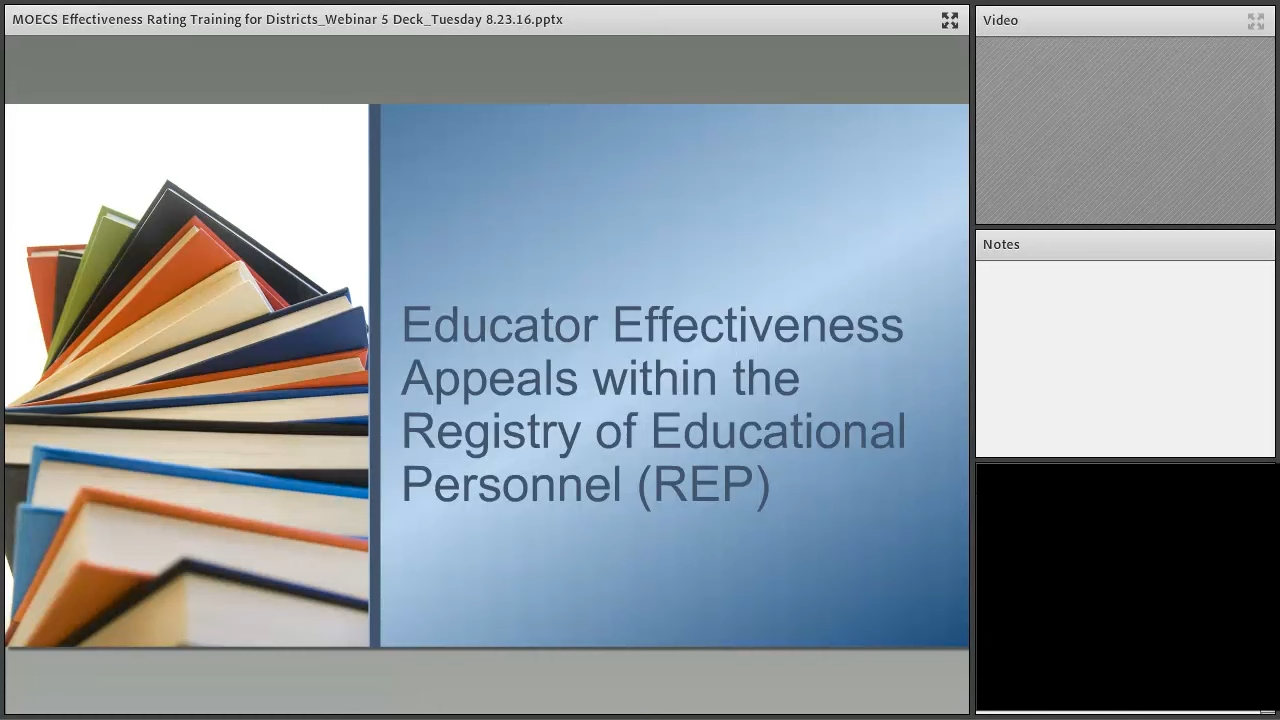 MOECS Effectiveness Rating Training for Districts_Webinar 5 Deck_Tuesday 8.23.16.pptx
Video
Notes
Educator Effectiveness
Appeals within the
Registry of Educational
Personnel (REP)